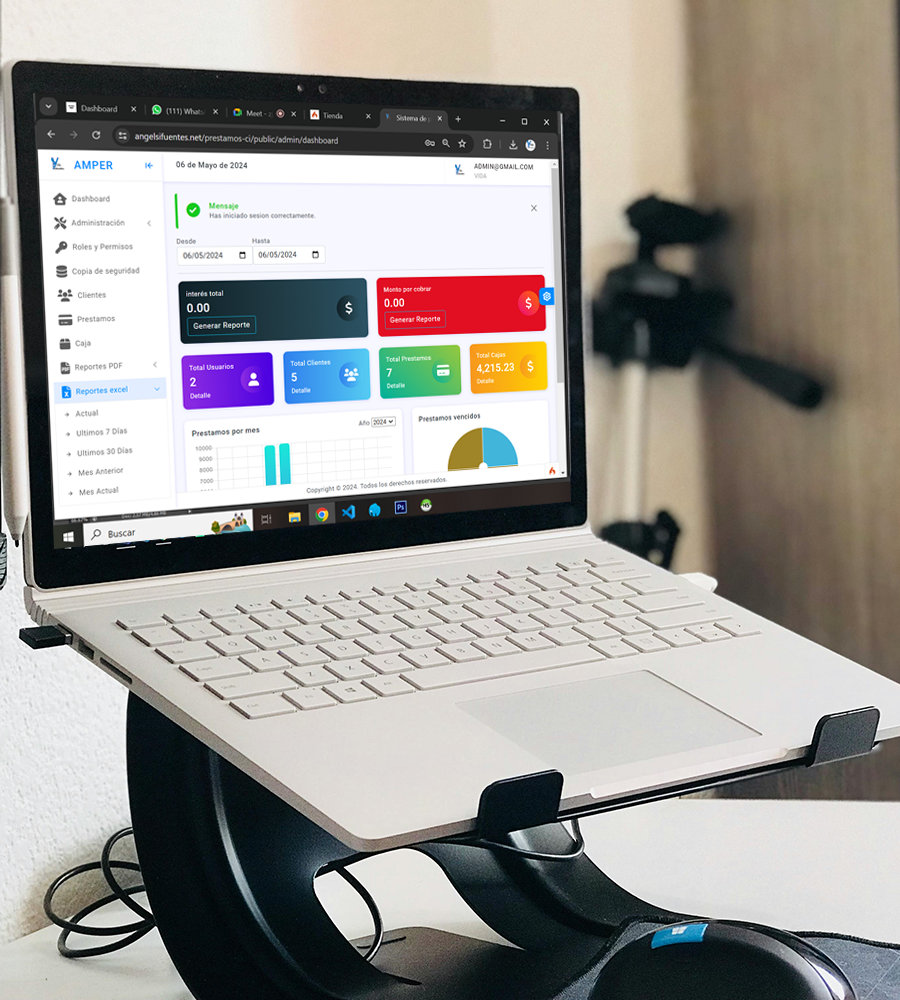 Dashboard
(111) Whats
Meet - z
Tienda
Sistema de p
angelsifuentes.net/prestamos-ci/public/admin/dashboard
AMPER
06 de Mayo de 2024
ADMIN@GMAIL.COM
VIDA
Dashboard
Administración
Roles y Permisos
Copia de seguridad
Clientes
Prestamos
Caja
Reportes PDF
Reportes excel
Actual
Ultimos 7 Días
Ultimos 30 Días
Mes Anterior
Mes Actual
Mensaje
Has iniciado sesion correctamente.
Desde
Hasta
06/05/2024
06/05/2024
interés total
0.00
Generar Reporte
Monto por cobrar
0.00
Generar Reporte
Total Usuarios
2
Detalle
Total Clientes
5
Detalle
Total Prestamos
7
Detalle
Total Cajas
4,215.23
Detalle
Prestamos por mes
Año 2024
10000
9000
8000
7000
Prestamos vencidos
Copyright © 2024. Todos los derechos reservados.
Buscar
Ps